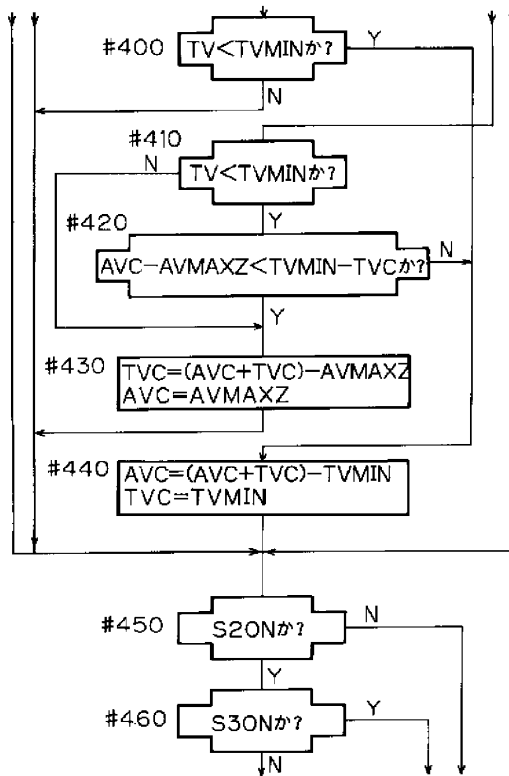 #400
TV<TVMINか?
Y
N
#410
N
TV<TVMINか?
Y
#420
AVC-AVMAXZ<TVMIN-TVCか?
N
Y
#430
TVC=(AVC+TVC)-AVMAXZ
AVC=AVMAXZ
#440
AVC=(AVC+TVC)-TVMIN
TVC=TVMIN
#450
S2ONか?
N
Y
#460
S3ONか?
Y
N